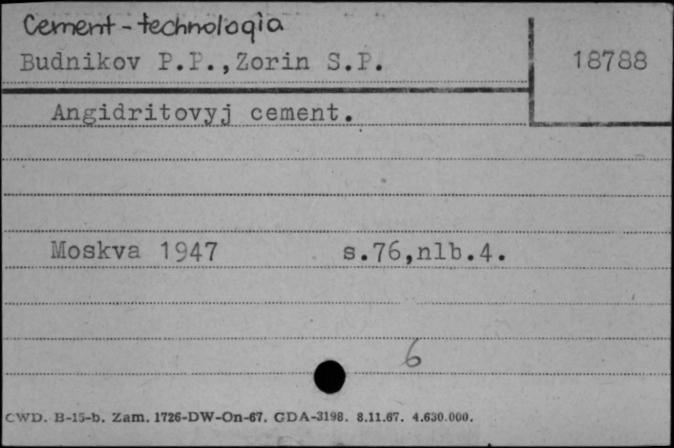 Cement - technologia
Budnikov P.P.,Zorin S.P.
18788
Angidritovyj cement.
Moskva 1947 s.76,nlb.4.
6
CWD. B-15-b. Zam. 1726-DW-On-67. GDA-3198. 8.11.67. 4.630.000.